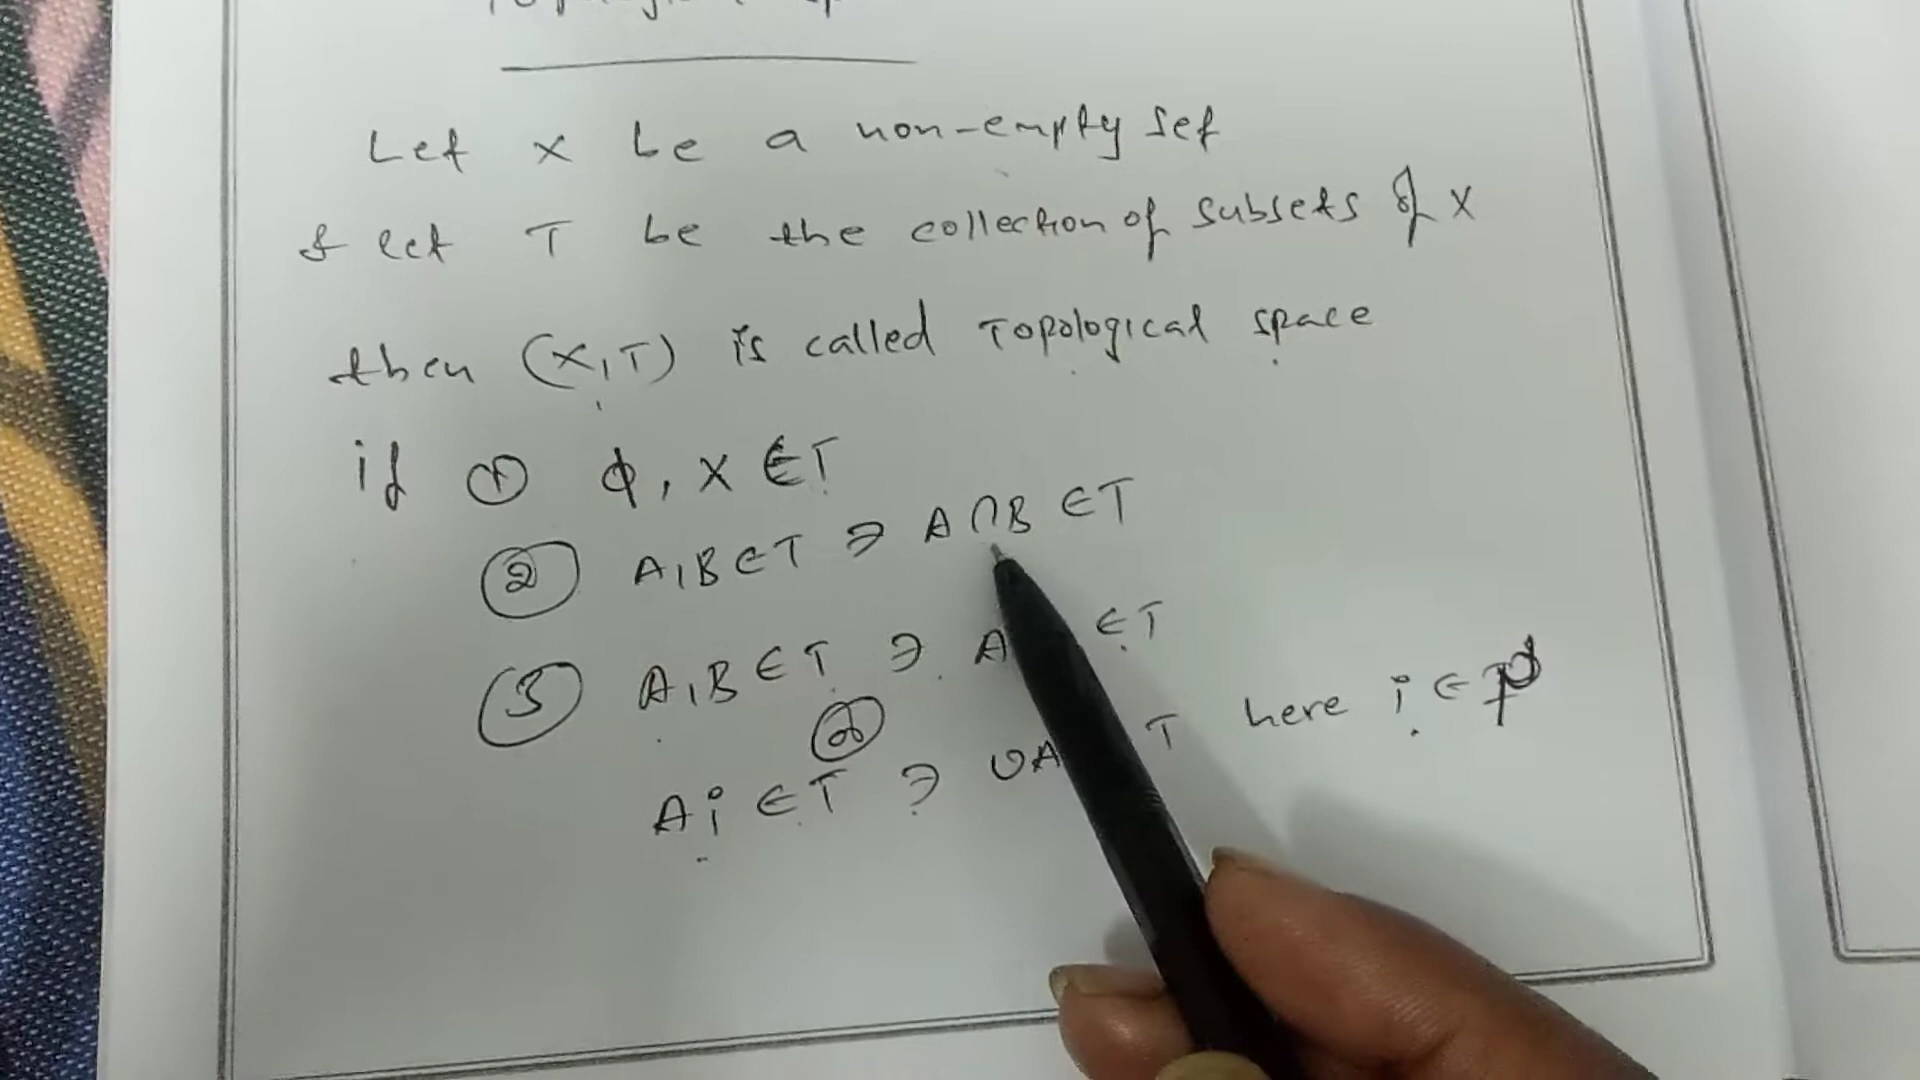 Let x be a non-empty set
& let T be the collection of subsets of X
then (X,T) is called Topological space
if ① ϕ, X ∈ T
② A,B ∈ T ∋ A∩B ∈ T
③ A,B ∈ T ∋ A ∈ T
Ai ∈ T ∋ ∪A T here i ∈